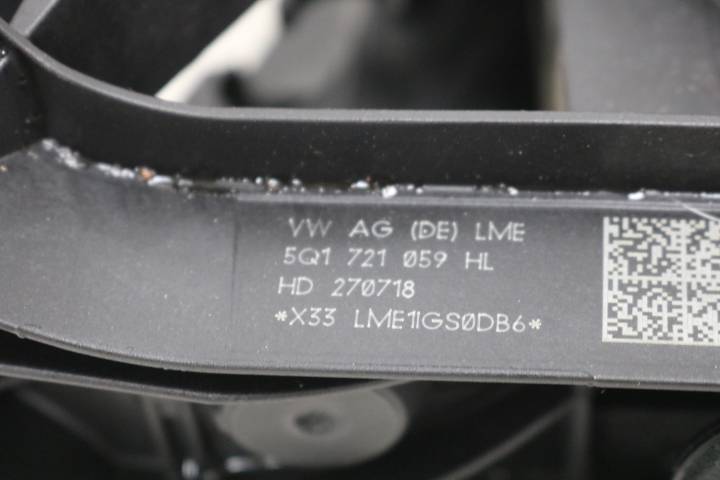 VW AG (DE) LME
5Q1 721 059 HL
HD 270718
*X33 LME1IGS0DB6*